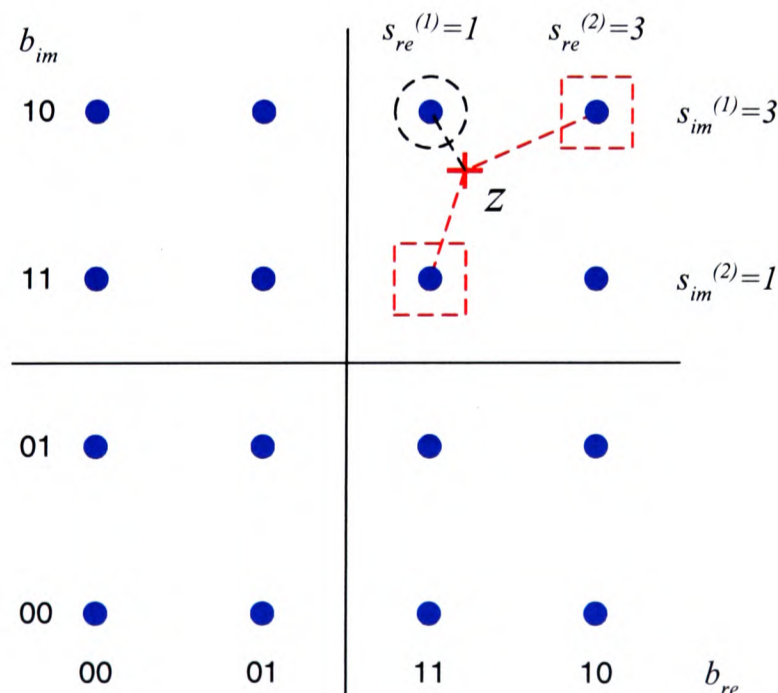 b_im
s_re^(1)=1 s_re^(2)=3
10 s_im^(1)=3
z
11 s_im^(2)=1
01
00
00 01 11 10 b_re